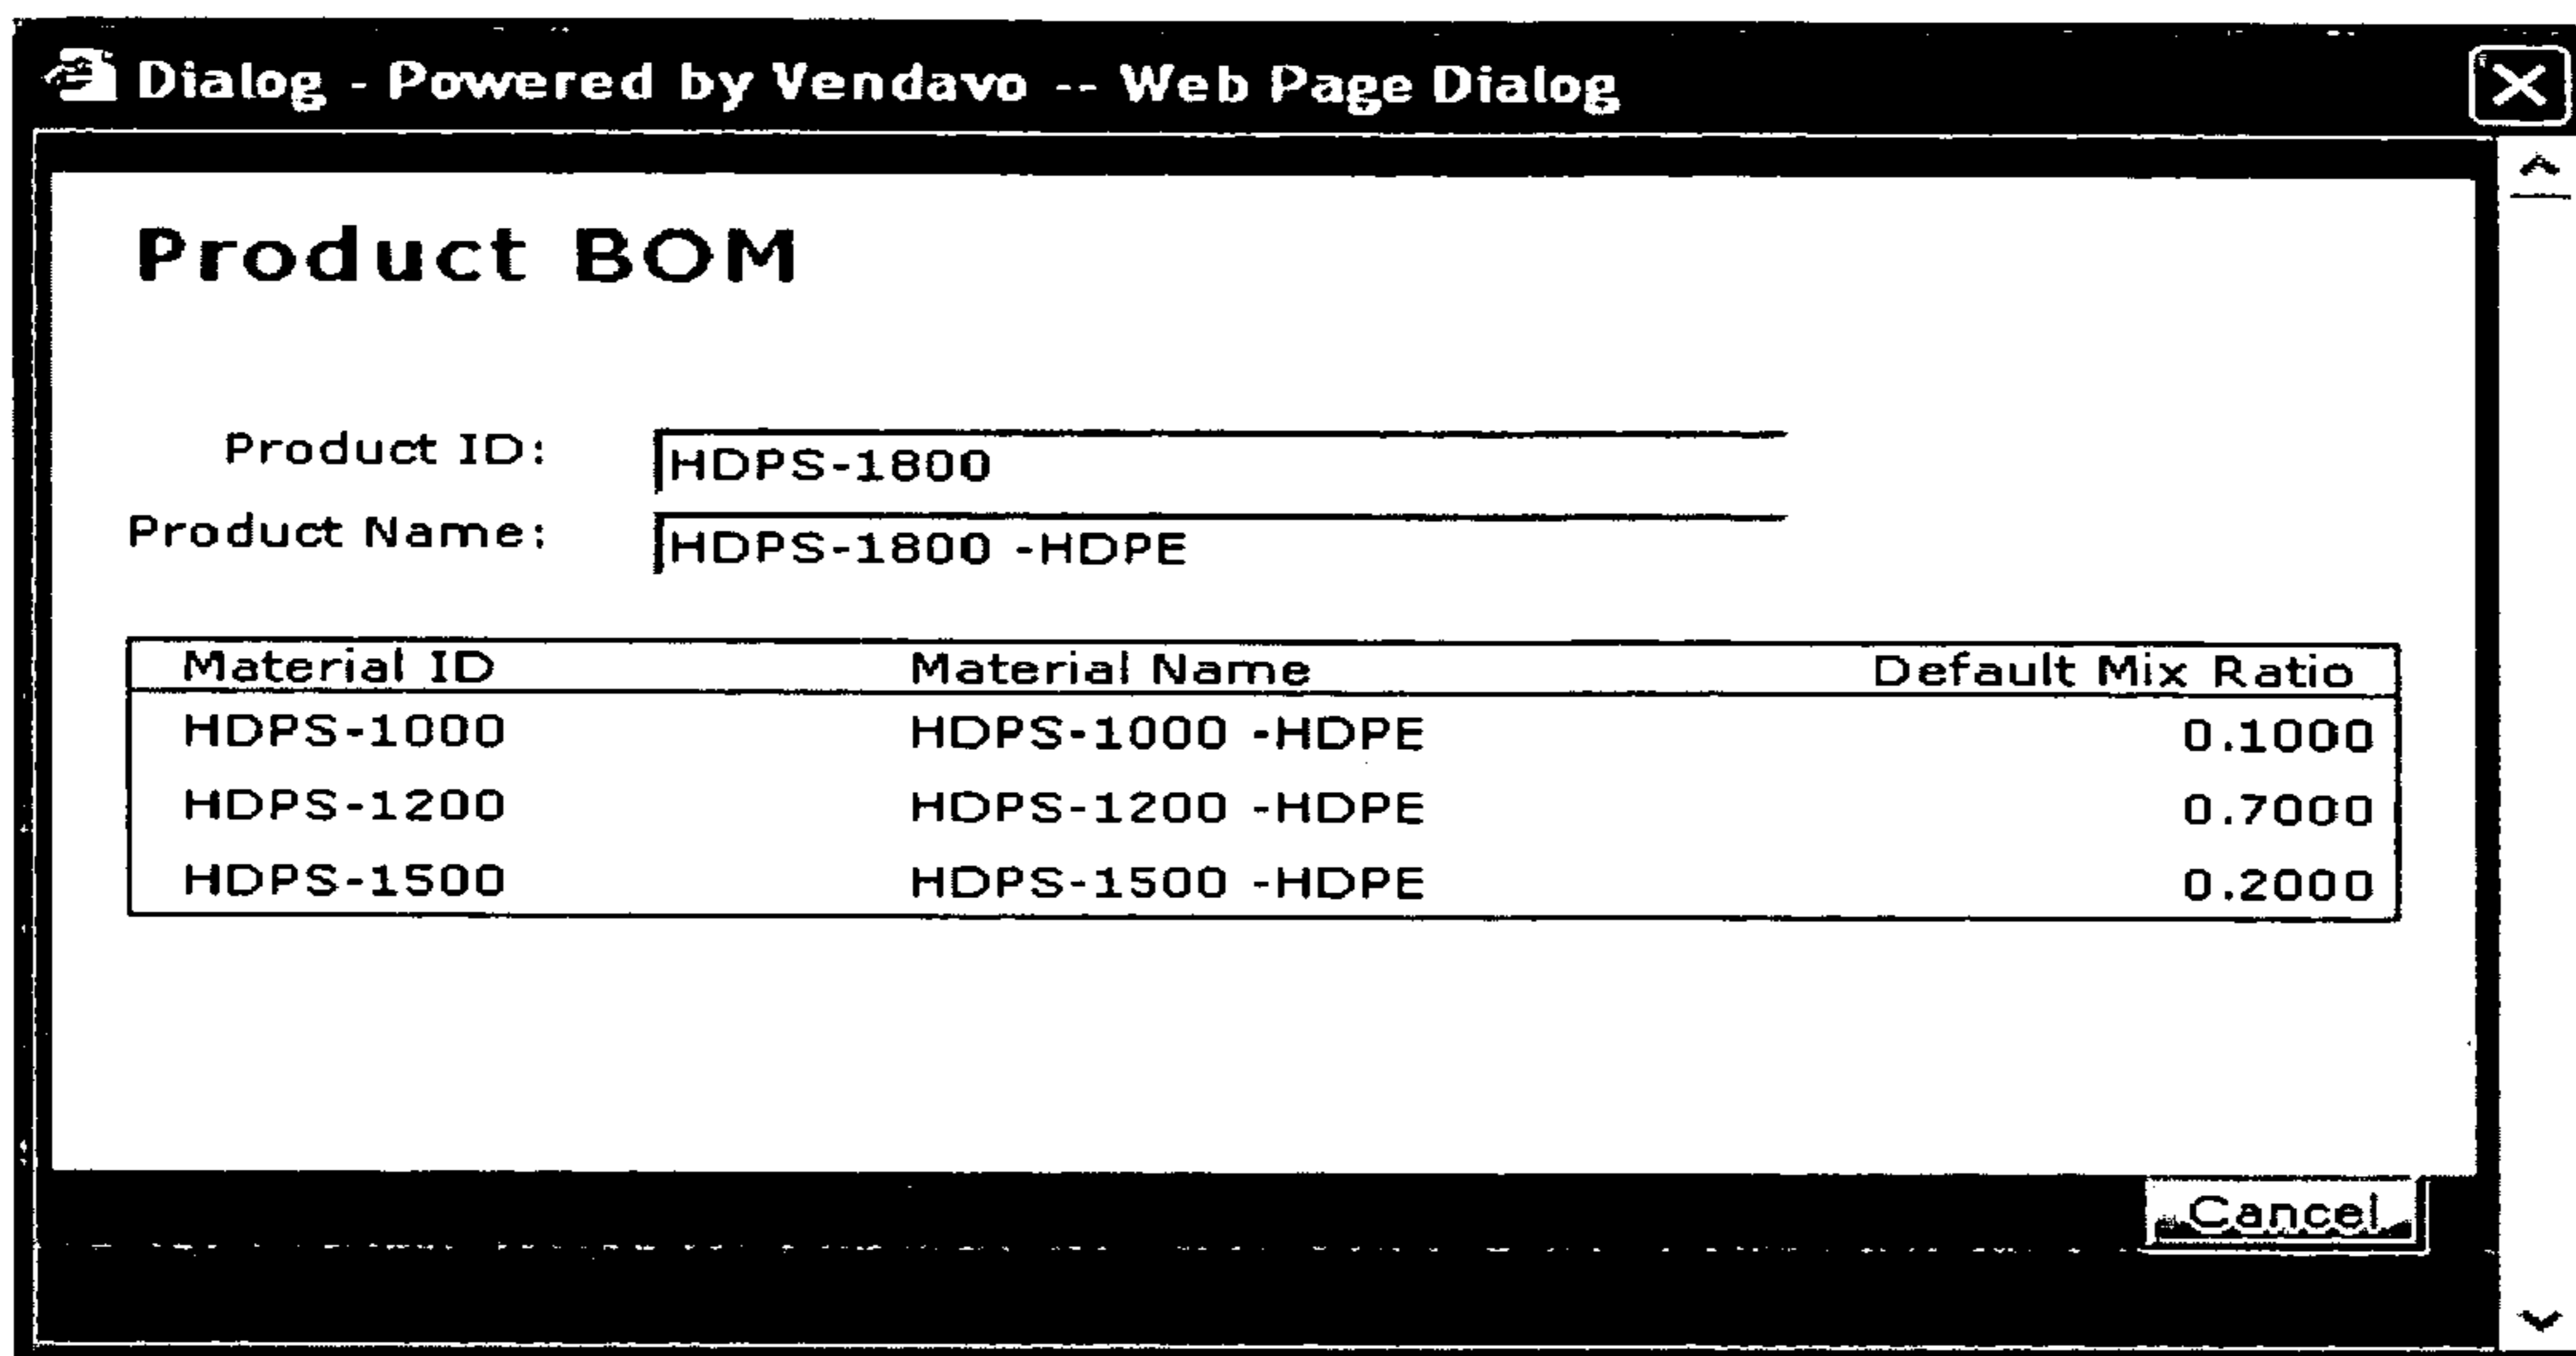 Dialog - Powered by Vendavo -- Web Page Dialog
Product BOM
Product ID: HDPS-1800
Product Name: HDPS-1800 -HDPE
Material ID Material Name Default Mix Ratio
HDPS-1000 HDPS-1000 -HDPE 0.1000
HDPS-1200 HDPS-1200 -HDPE 0.7000
HDPS-1500 HDPS-1500 -HDPE 0.2000
Cancel